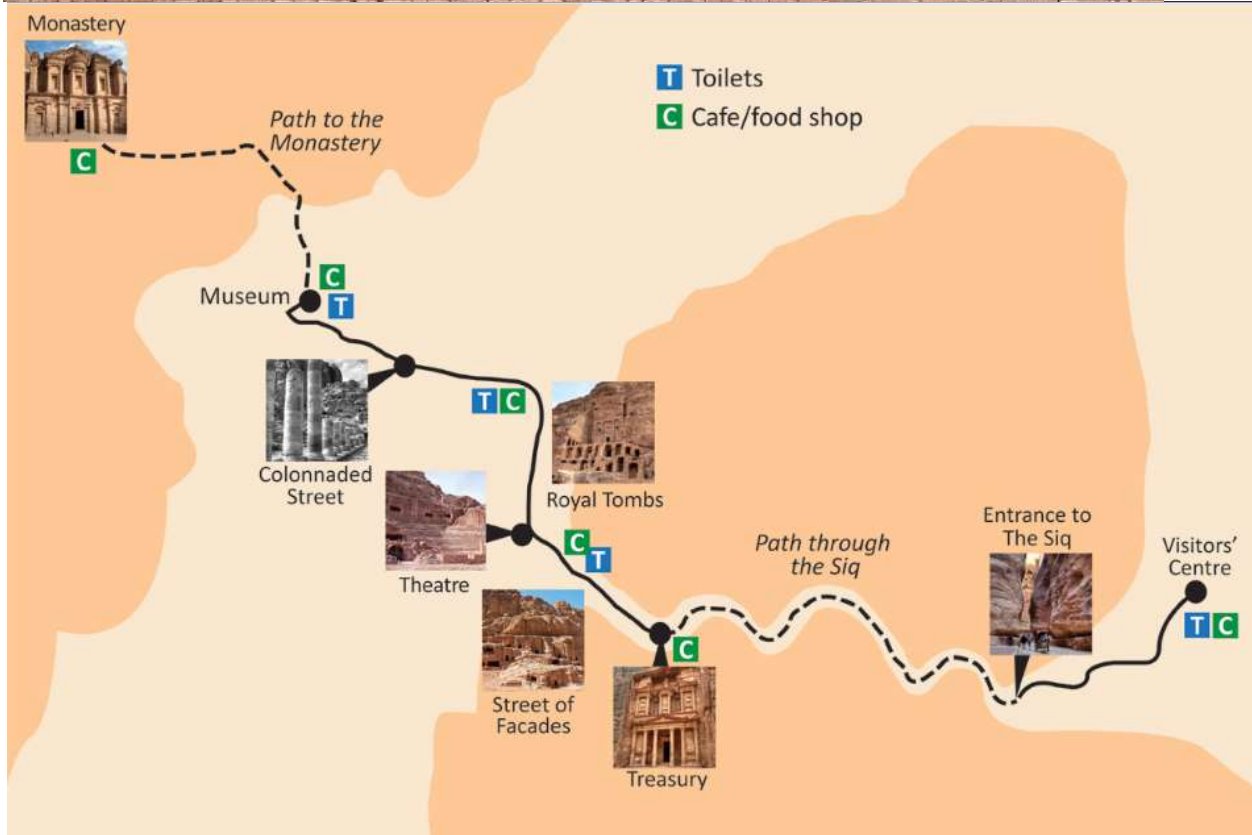 Monastery
C
Path to the
Monastery
T Toilets
C Cafe/food shop
C
Museum
T
T C
Colonnaded
Street
Royal Tombs
Theatre
C
T
Path through
the Siq
Entrance to
The Siq
Visitors'
Centre
T C
C
Street of
Facades
Treasury